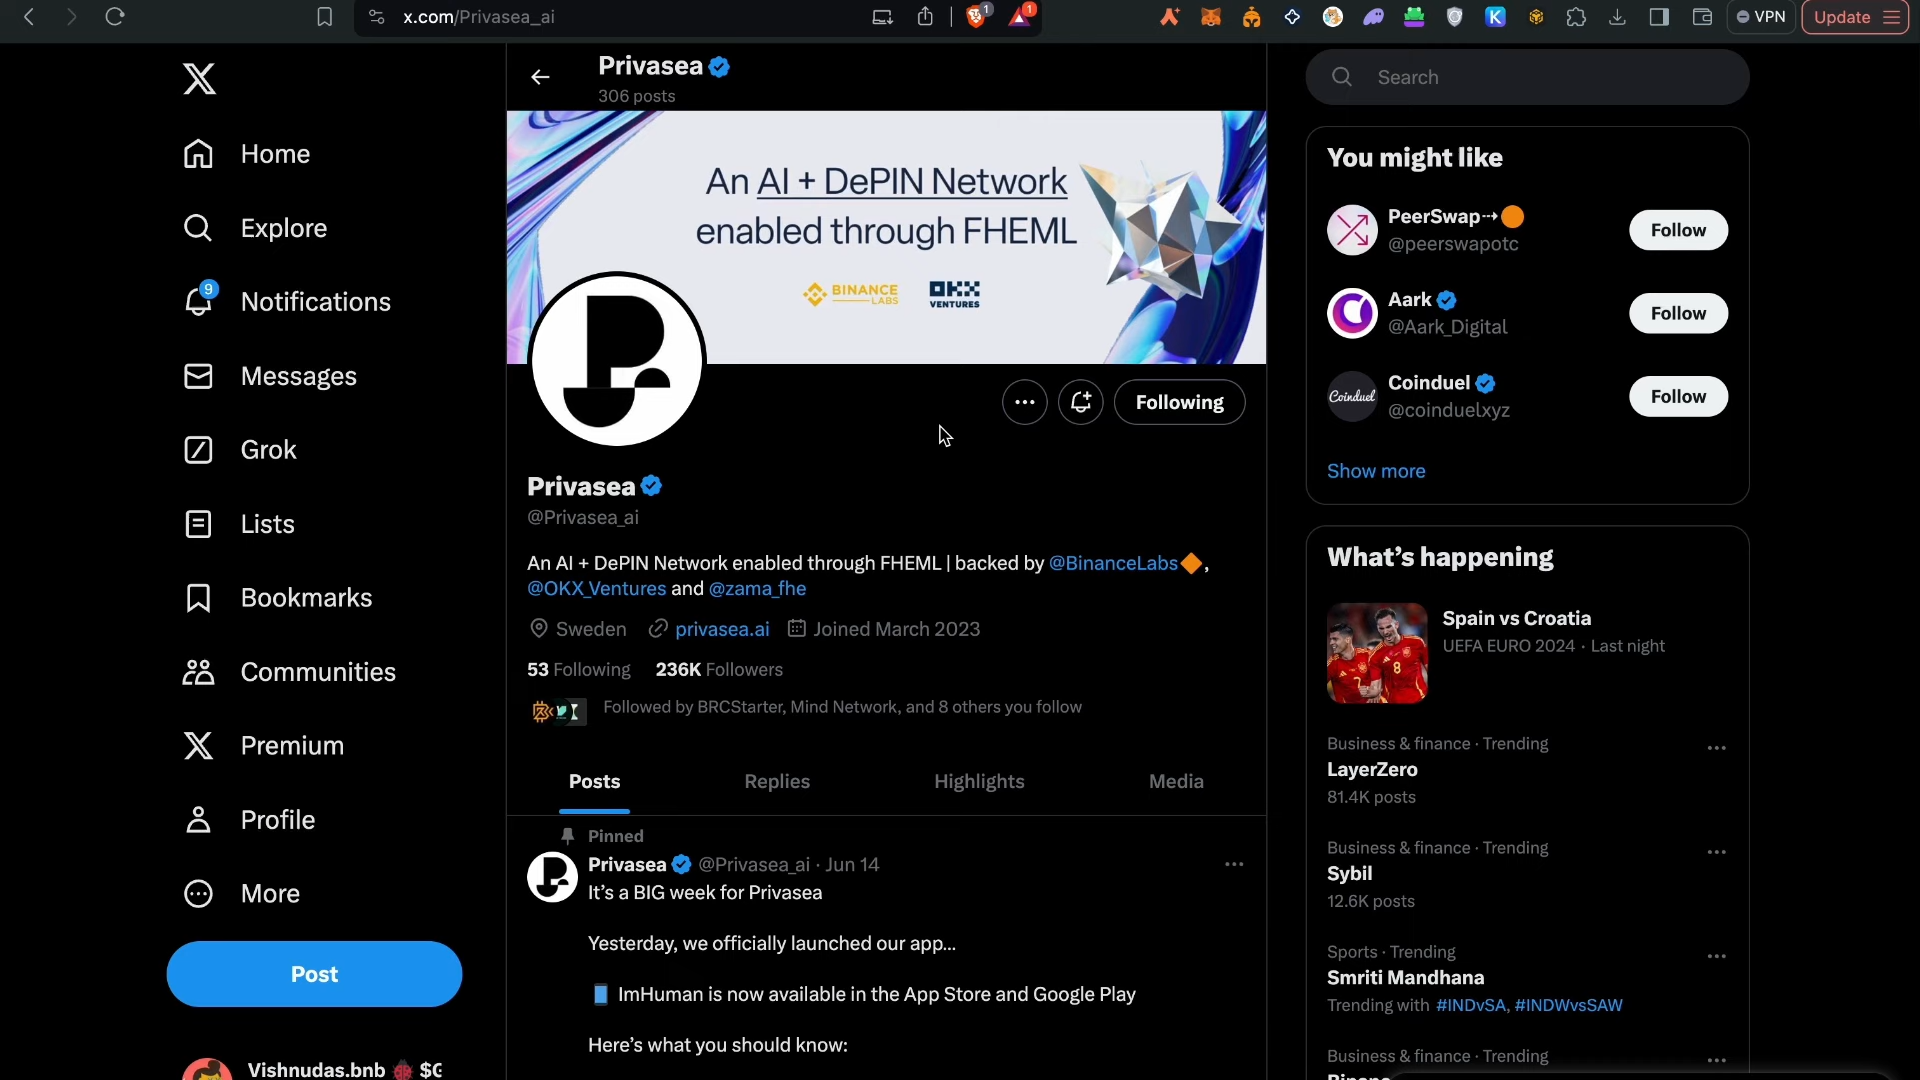 x.com/Privasea_ai
1
1
K
VPN
Update
Home
Explore
9
Notifications
Messages
Grok
Lists
Bookmarks
Communities
Premium
Profile
More
Post
Vishnudas.bnb 🐞 $G
Privasea
306 posts
An AI + DePIN Network
enabled through FHEML
BINANCE
LABS
OKX
VENTURES
Following
Privasea
@Privasea_ai
An AI + DePIN Network enabled through FHEML | backed by @BinanceLabs🔶,
@OKX_Ventures and @zama_fhe
Sweden privasea.ai Joined March 2023
53 Following 236K Followers
Followed by BRCStarter, Mind Network, and 8 others you follow
Posts Replies Highlights Media
Pinned
Privasea @Privasea_ai · Jun 14
It's a BIG week for Privasea
Yesterday, we officially launched our app...
📱 ImHuman is now available in the App Store and Google Play
Here's what you should know:
Search
You might like
PeerSwap⇢🟠
@peerswapotc
Follow
Aark
@Aark_Digital
Follow
Coinduel
Coinduel
@coinduelxyz
Follow
Show more
What's happening
Spain vs Croatia
UEFA EURO 2024 · Last night
8
7
Business & finance · Trending
LayerZero
81.4K posts
Business & finance · Trending
Sybil
12.6K posts
Sports · Trending
Smriti Mandhana
Trending with #INDvSA, #INDWvsSAW
Business & finance · Trending